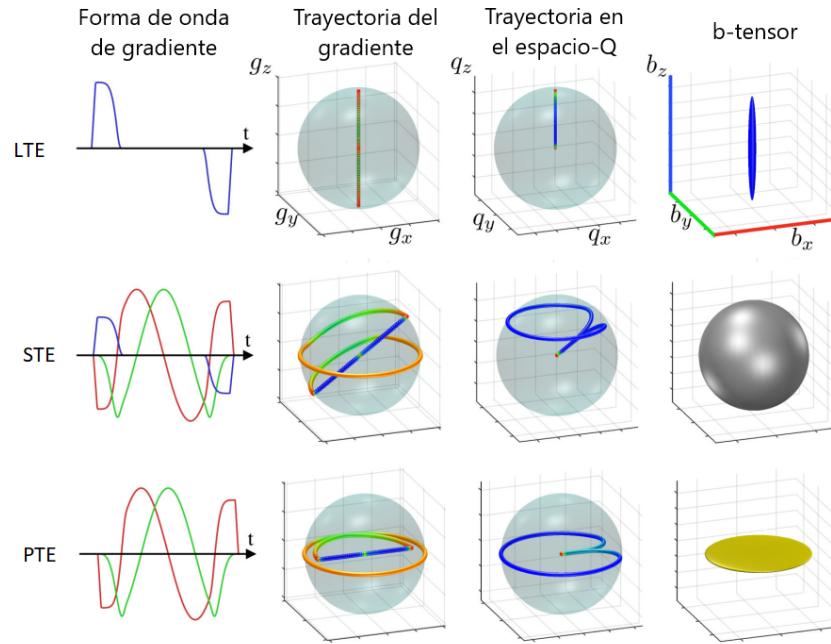 Forma de onda
de gradiente
Trayectoria del
gradiente
Trayectoria en
el espacio-Q
b-tensor
LTE
t
g_z
g_y
g_x
q_z
q_y
q_x
b_z
b_y
b_x
STE
t
PTE
t